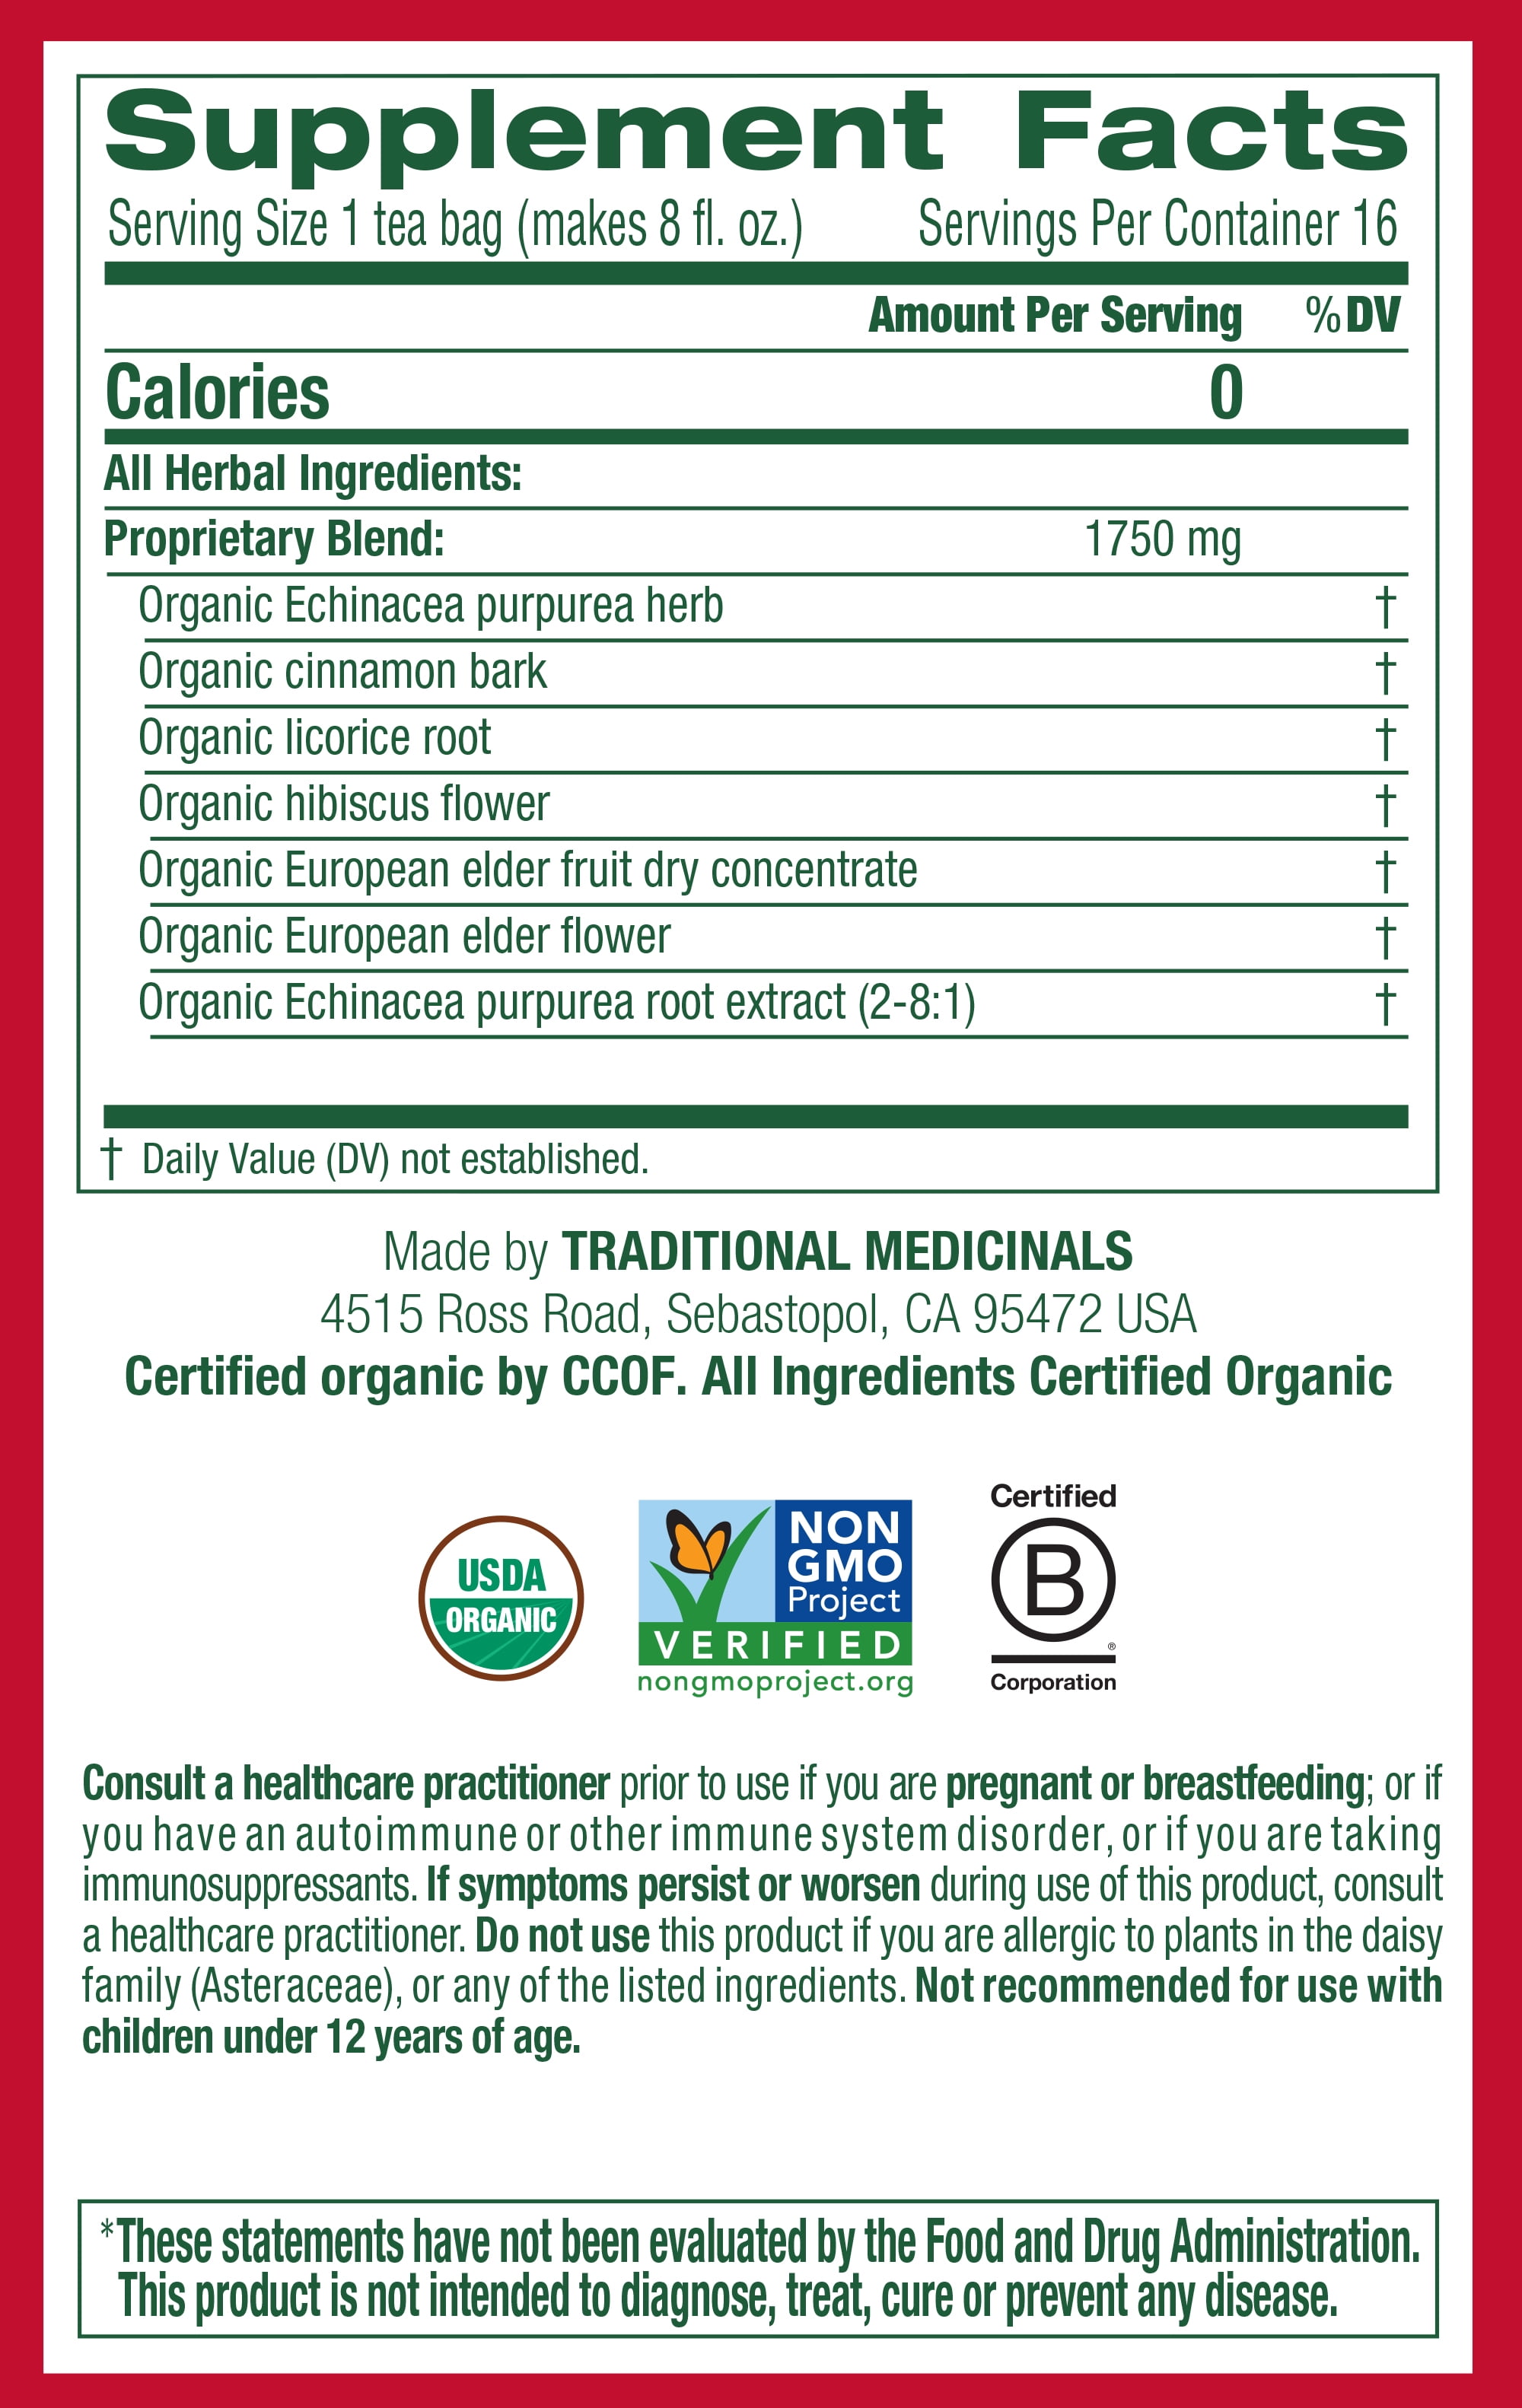 Supplement Facts
Serving Size 1 tea bag (makes 8 fl. oz.) Servings Per Container 16
Amount Per Serving %DV
Calories 0
All Herbal Ingredients:
Proprietary Blend: 1750 mg
Organic Echinacea purpurea herb †
Organic cinnamon bark †
Organic licorice root †
Organic hibiscus flower †
Organic European elder fruit dry concentrate †
Organic European elder flower †
Organic Echinacea purpurea root extract (2-8:1) †
† Daily Value (DV) not established.
Made by TRADITIONAL MEDICINALS
4515 Ross Road, Sebastopol, CA 95472 USA
Certified organic by CCOF. All Ingredients Certified Organic
USDA
ORGANIC
NON
GMO
Project
VERIFIED
nongmoproject.org
Certified
B
®
Corporation
Consult a healthcare practitioner prior to use if you are pregnant or breastfeeding; or if
you have an autoimmune or other immune system disorder, or if you are taking
immunosuppressants. If symptoms persist or worsen during use of this product, consult
a healthcare practitioner. Do not use this product if you are allergic to plants in the daisy
family (Asteraceae), or any of the listed ingredients. Not recommended for use with
children under 12 years of age.
*These statements have not been evaluated by the Food and Drug Administration.
This product is not intended to diagnose, treat, cure or prevent any disease.